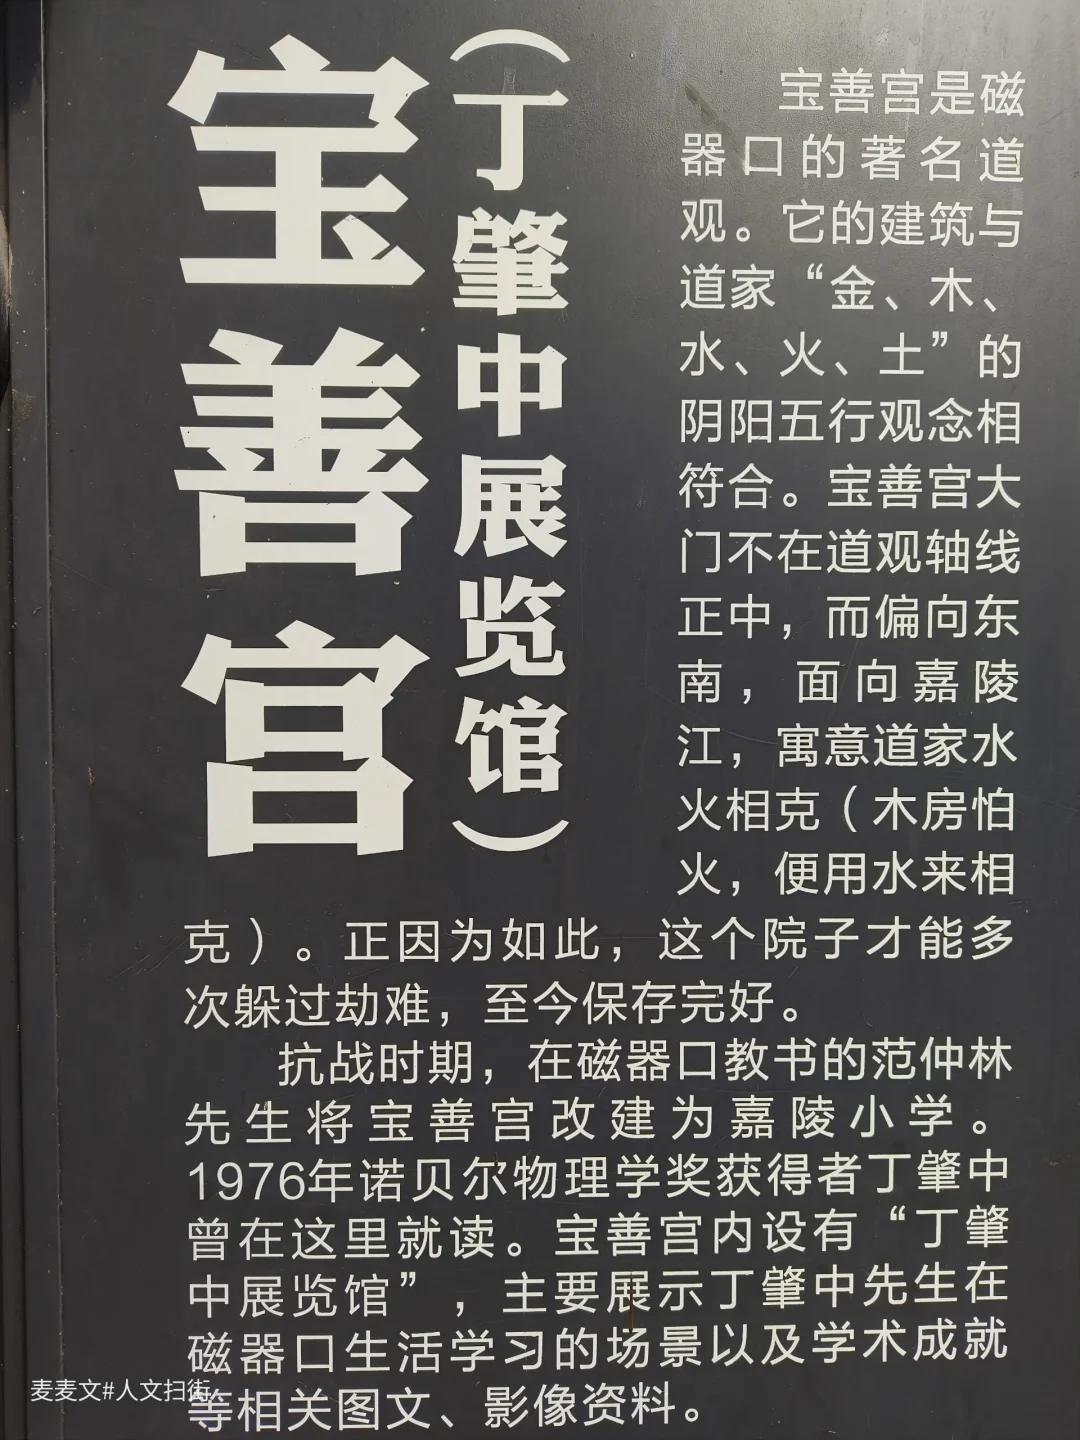 宝善宫
（丁肇中展览馆）
宝善宫是磁
器口的著名道
观。它的建筑与
道家“金、木、
水、火、土”的
阴阳五行观念相
符合。宝善宫大
门不在道观轴线
正中，而偏向东
南，面向嘉陵
江，寓意道家水
火相克（木房怕
火，便用水来相
克）。正因为如此，这个院子才能多
次躲过劫难，至今保存完好。
抗战时期，在磁器口教书的范仲林
先生将宝善宫改建为嘉陵小学。
1976年诺贝尔物理学奖获得者丁肇中
曾在这里就读。宝善宫内设有“丁肇
中展览馆”，主要展示丁肇中先生在
磁器口生活学习的场景以及学术成就
等相关图文、影像资料。
麦麦文#人文扫街